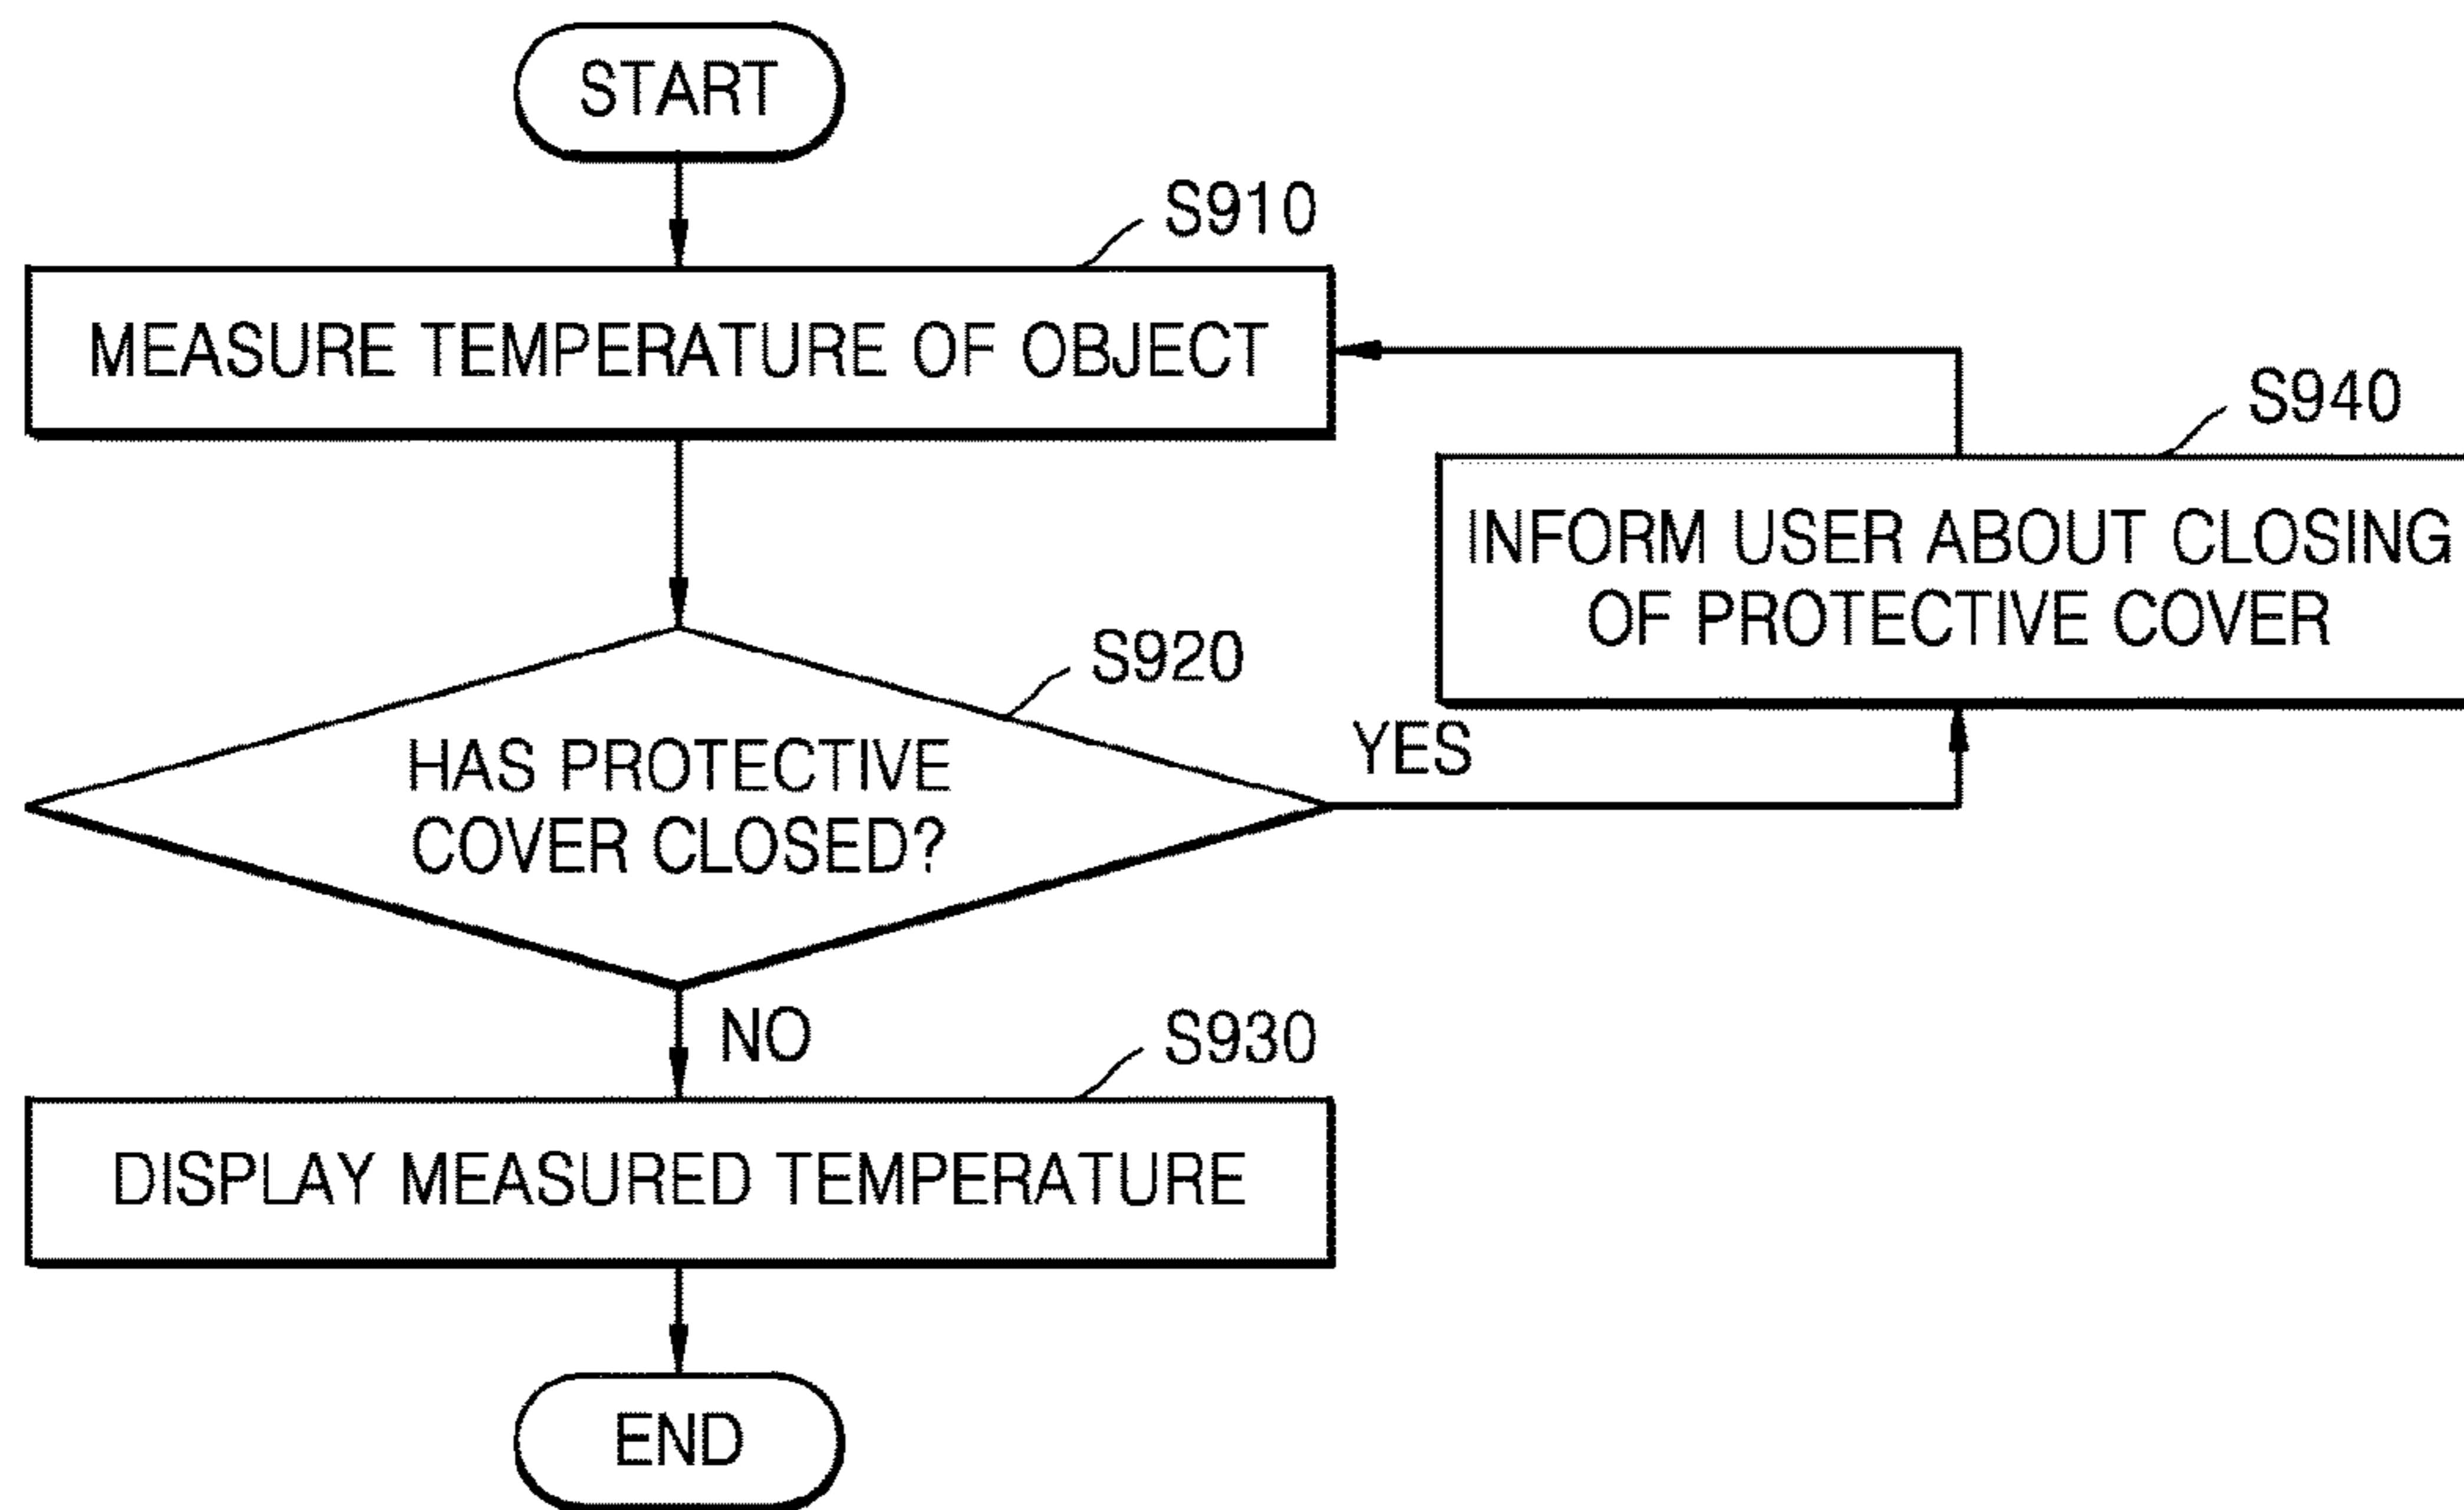 START
S910
MEASURE TEMPERATURE OF OBJECT
S940
INFORM USER ABOUT CLOSING
OF PROTECTIVE COVER
S920
HAS PROTECTIVE
COVER CLOSED?
YES
NO
S930
DISPLAY MEASURED TEMPERATURE
END